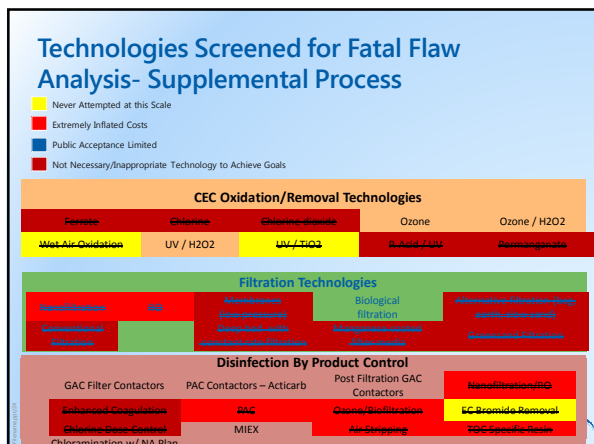 Technologies Screened for Fatal Flaw
Analysis- Supplemental Process
Never Attempted at this Scale
Extremely Inflated Costs
Public Acceptance Limited
Not Necessary/Inappropriate Technology to Achieve Goals
CEC Oxidation/Removal Technologies
Ferrate Chlorine Chlorine dioxide Ozone Ozone / H2O2
Wet Air Oxidation UV / H2O2 UV / TiO2 Acid / UV Permanganate
Filtration Technologies
Nanofiltration RO Membranes Biological
filtration
Conventional
filtration
Disinfection By Product Control
GAC Filter Contactors PAC Contactors – Acticarb Post Filtration GAC
Contactors Nanofiltration/RO
Enhanced Coagulation PAC Ozone/Biofiltration EC Bromide Removal
Chlorine Dose Control MIEX Air Stripping TOC Specific Resin
Chloramination w/ NA Plan